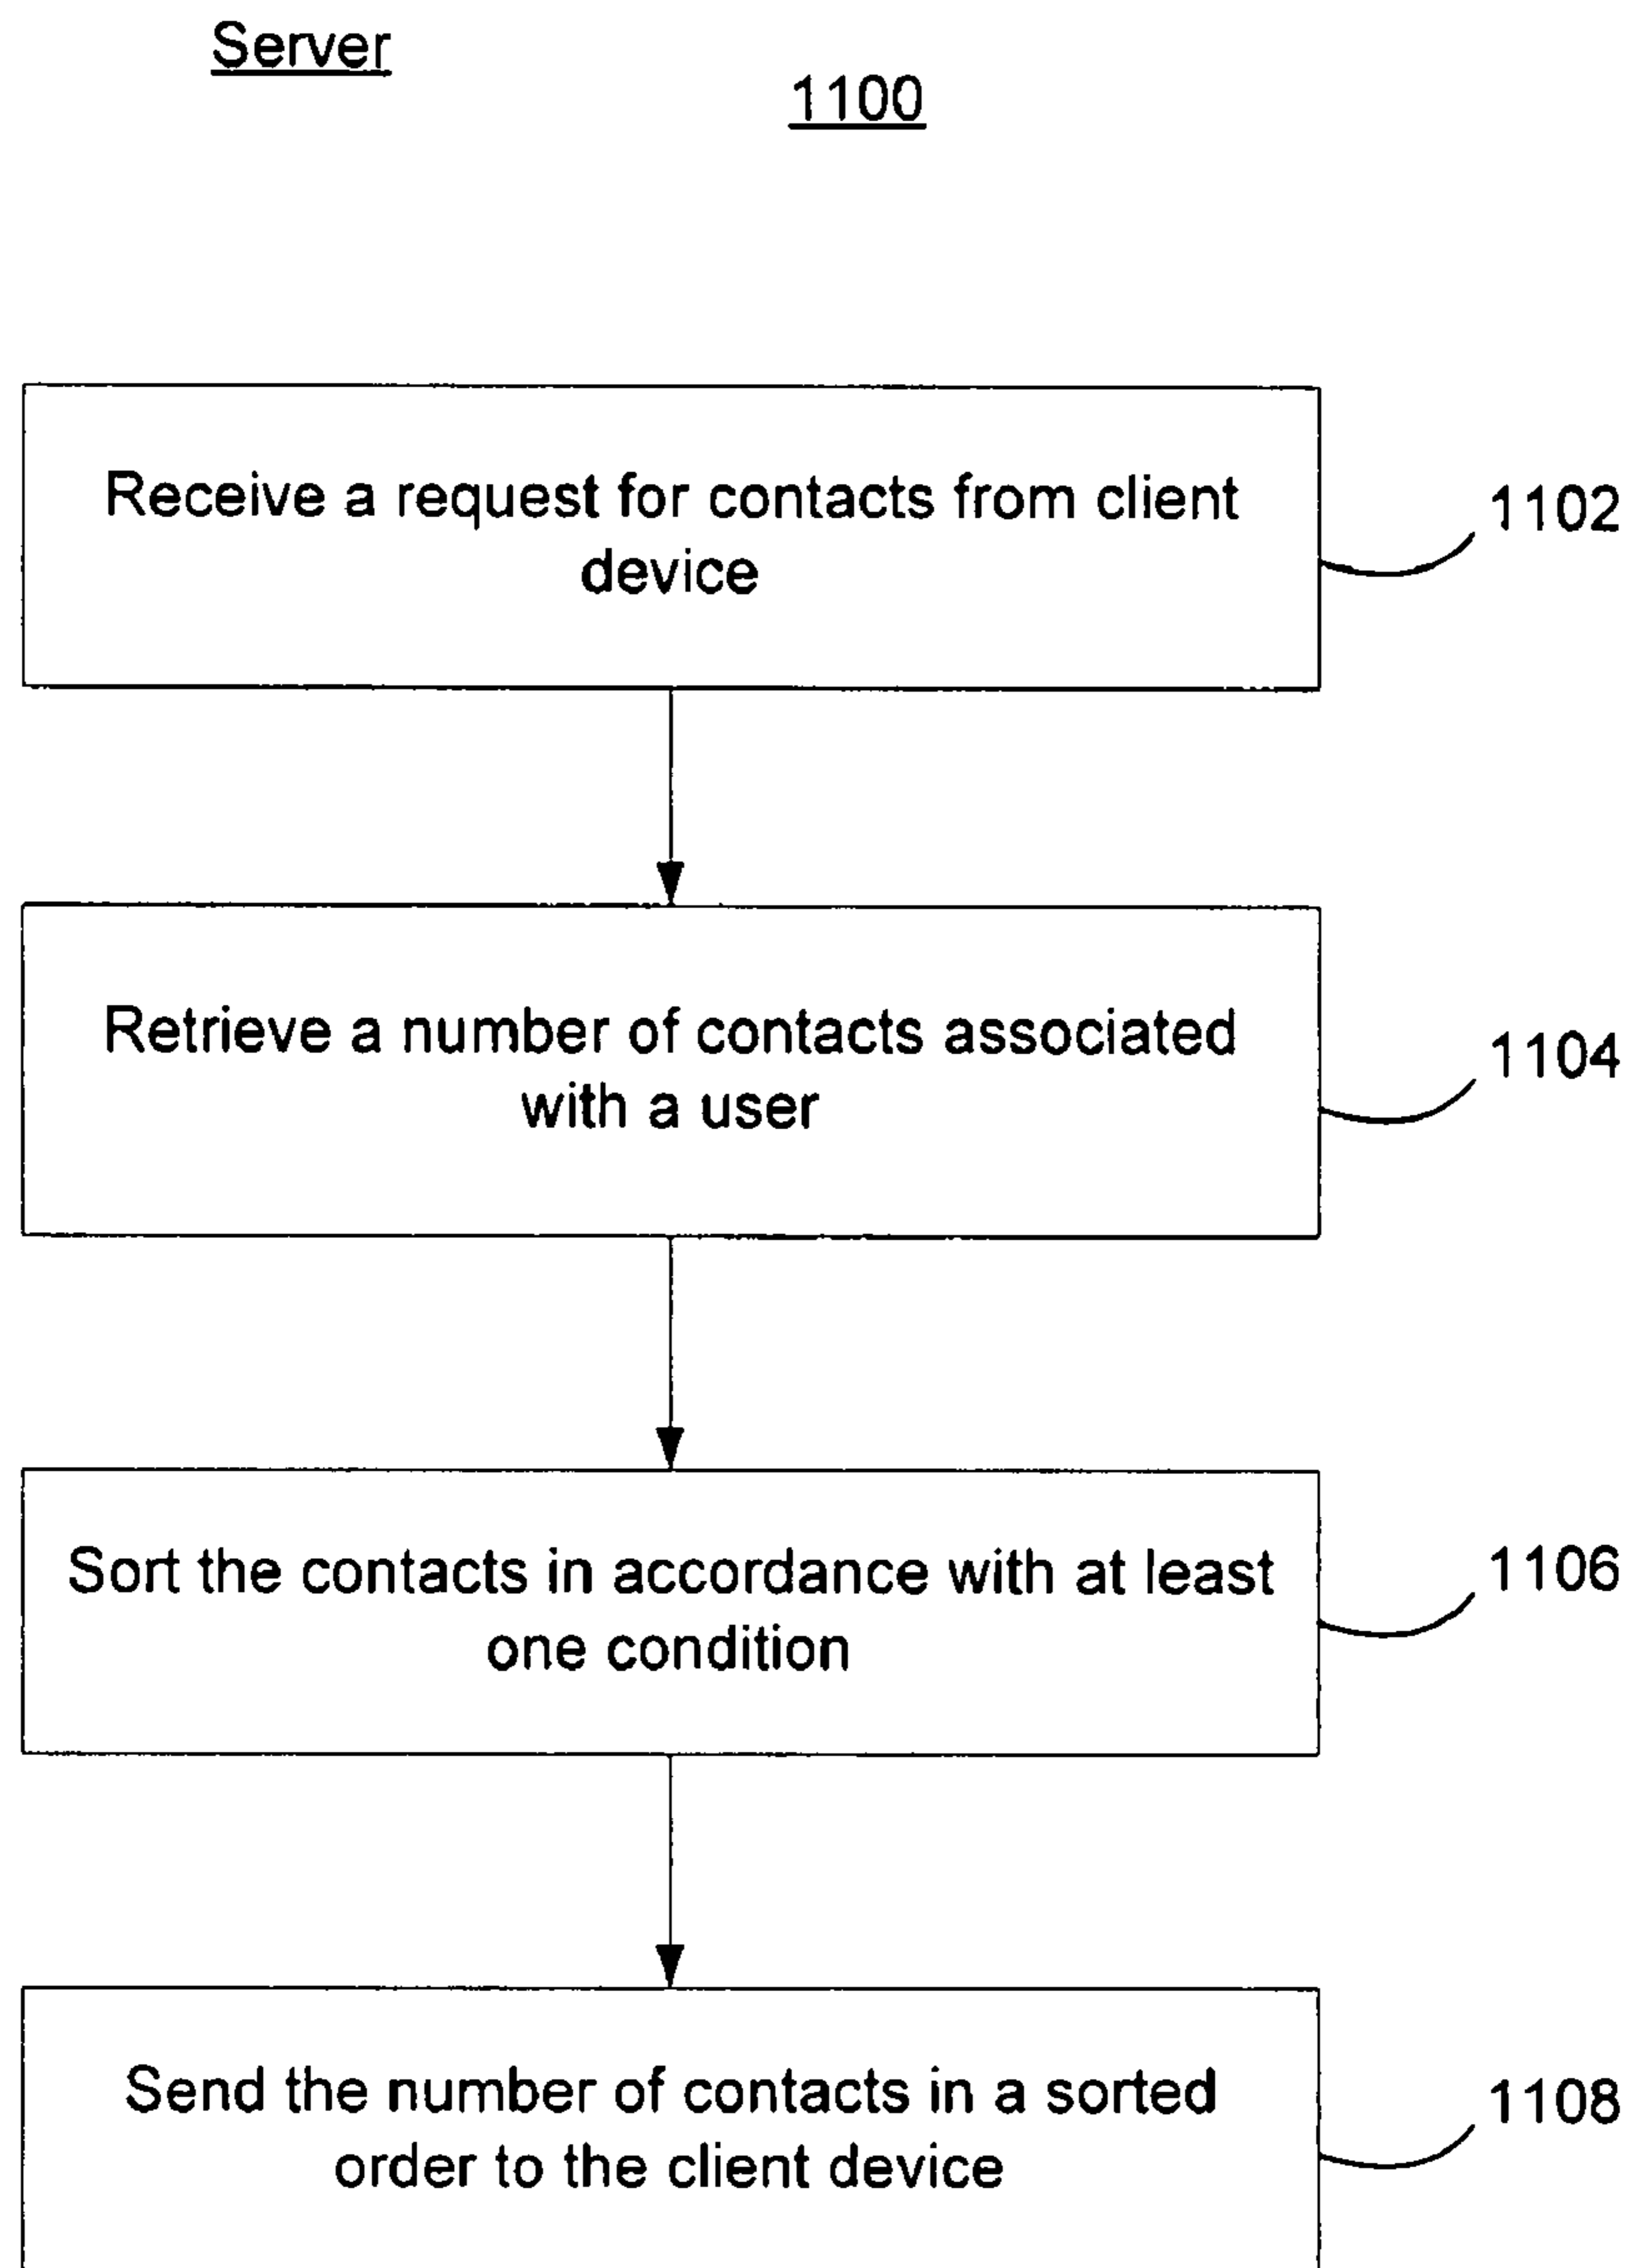 Server
1100
Receive a request for contacts from client
device
1102
Retrieve a number of contacts associated
with a user
1104
Sort the contacts in accordance with at least
one condition
1106
Send the number of contacts in a sorted
order to the client device
1108